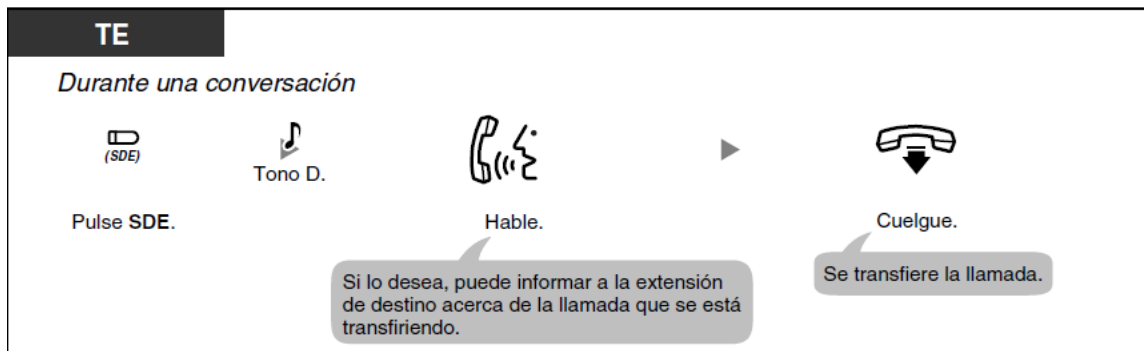 TE
Durante una conversación
(SDE)
Tono D.
Pulse SDE.
Hable.
Cuelgue.
Si lo desea, puede informar a la extensión
de destino acerca de la llamada que se está
transfiriendo.
Se transfiere la llamada.